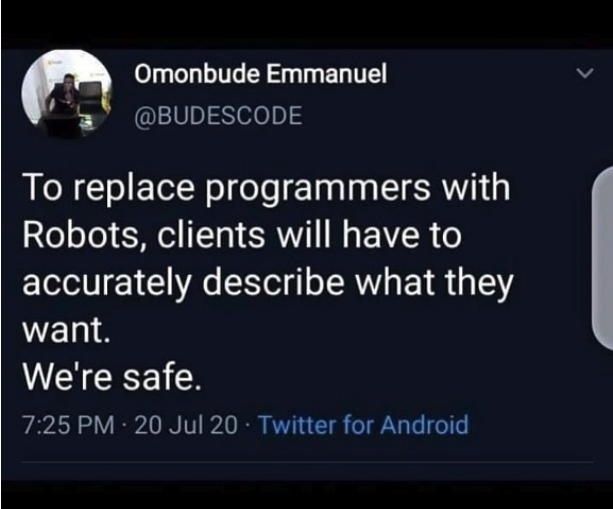 Omonbude Emmanuel
@BUDESCODE
To replace programmers with
Robots, clients will have to
accurately describe what they
want.
We're safe.
7:25 PM · 20 Jul 20 · Twitter for Android